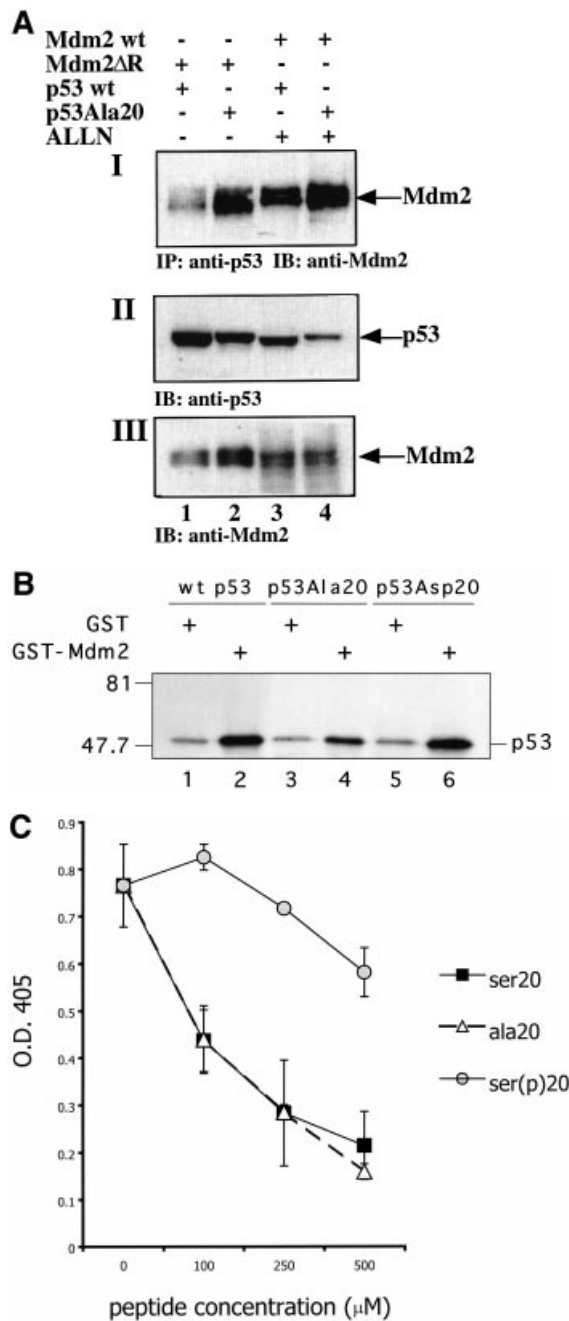 A
Mdm2 wt - - + +
Mdm2ΔR + + - -
p53 wt + - + -
p53Ala20 - + - +
ALLN - - + +
I
Mdm2
IP: anti-p53 IB: anti-Mdm2
II
p53
IB: anti-p53
III
Mdm2
1 2 3 4
IB: anti-Mdm2
B
wt p53 p53Ala20 p53Asp20
GST + + +
GST-Mdm2 + + +
81
47.7
p53
1 2 3 4 5 6
C
0.9
0.8
0.7
0.6
0.5
0.4
0.3
0.2
0.1
0
O.D. 405
0 100 250 500
peptide concentration (μM)
ser20
ala20
ser(p)20